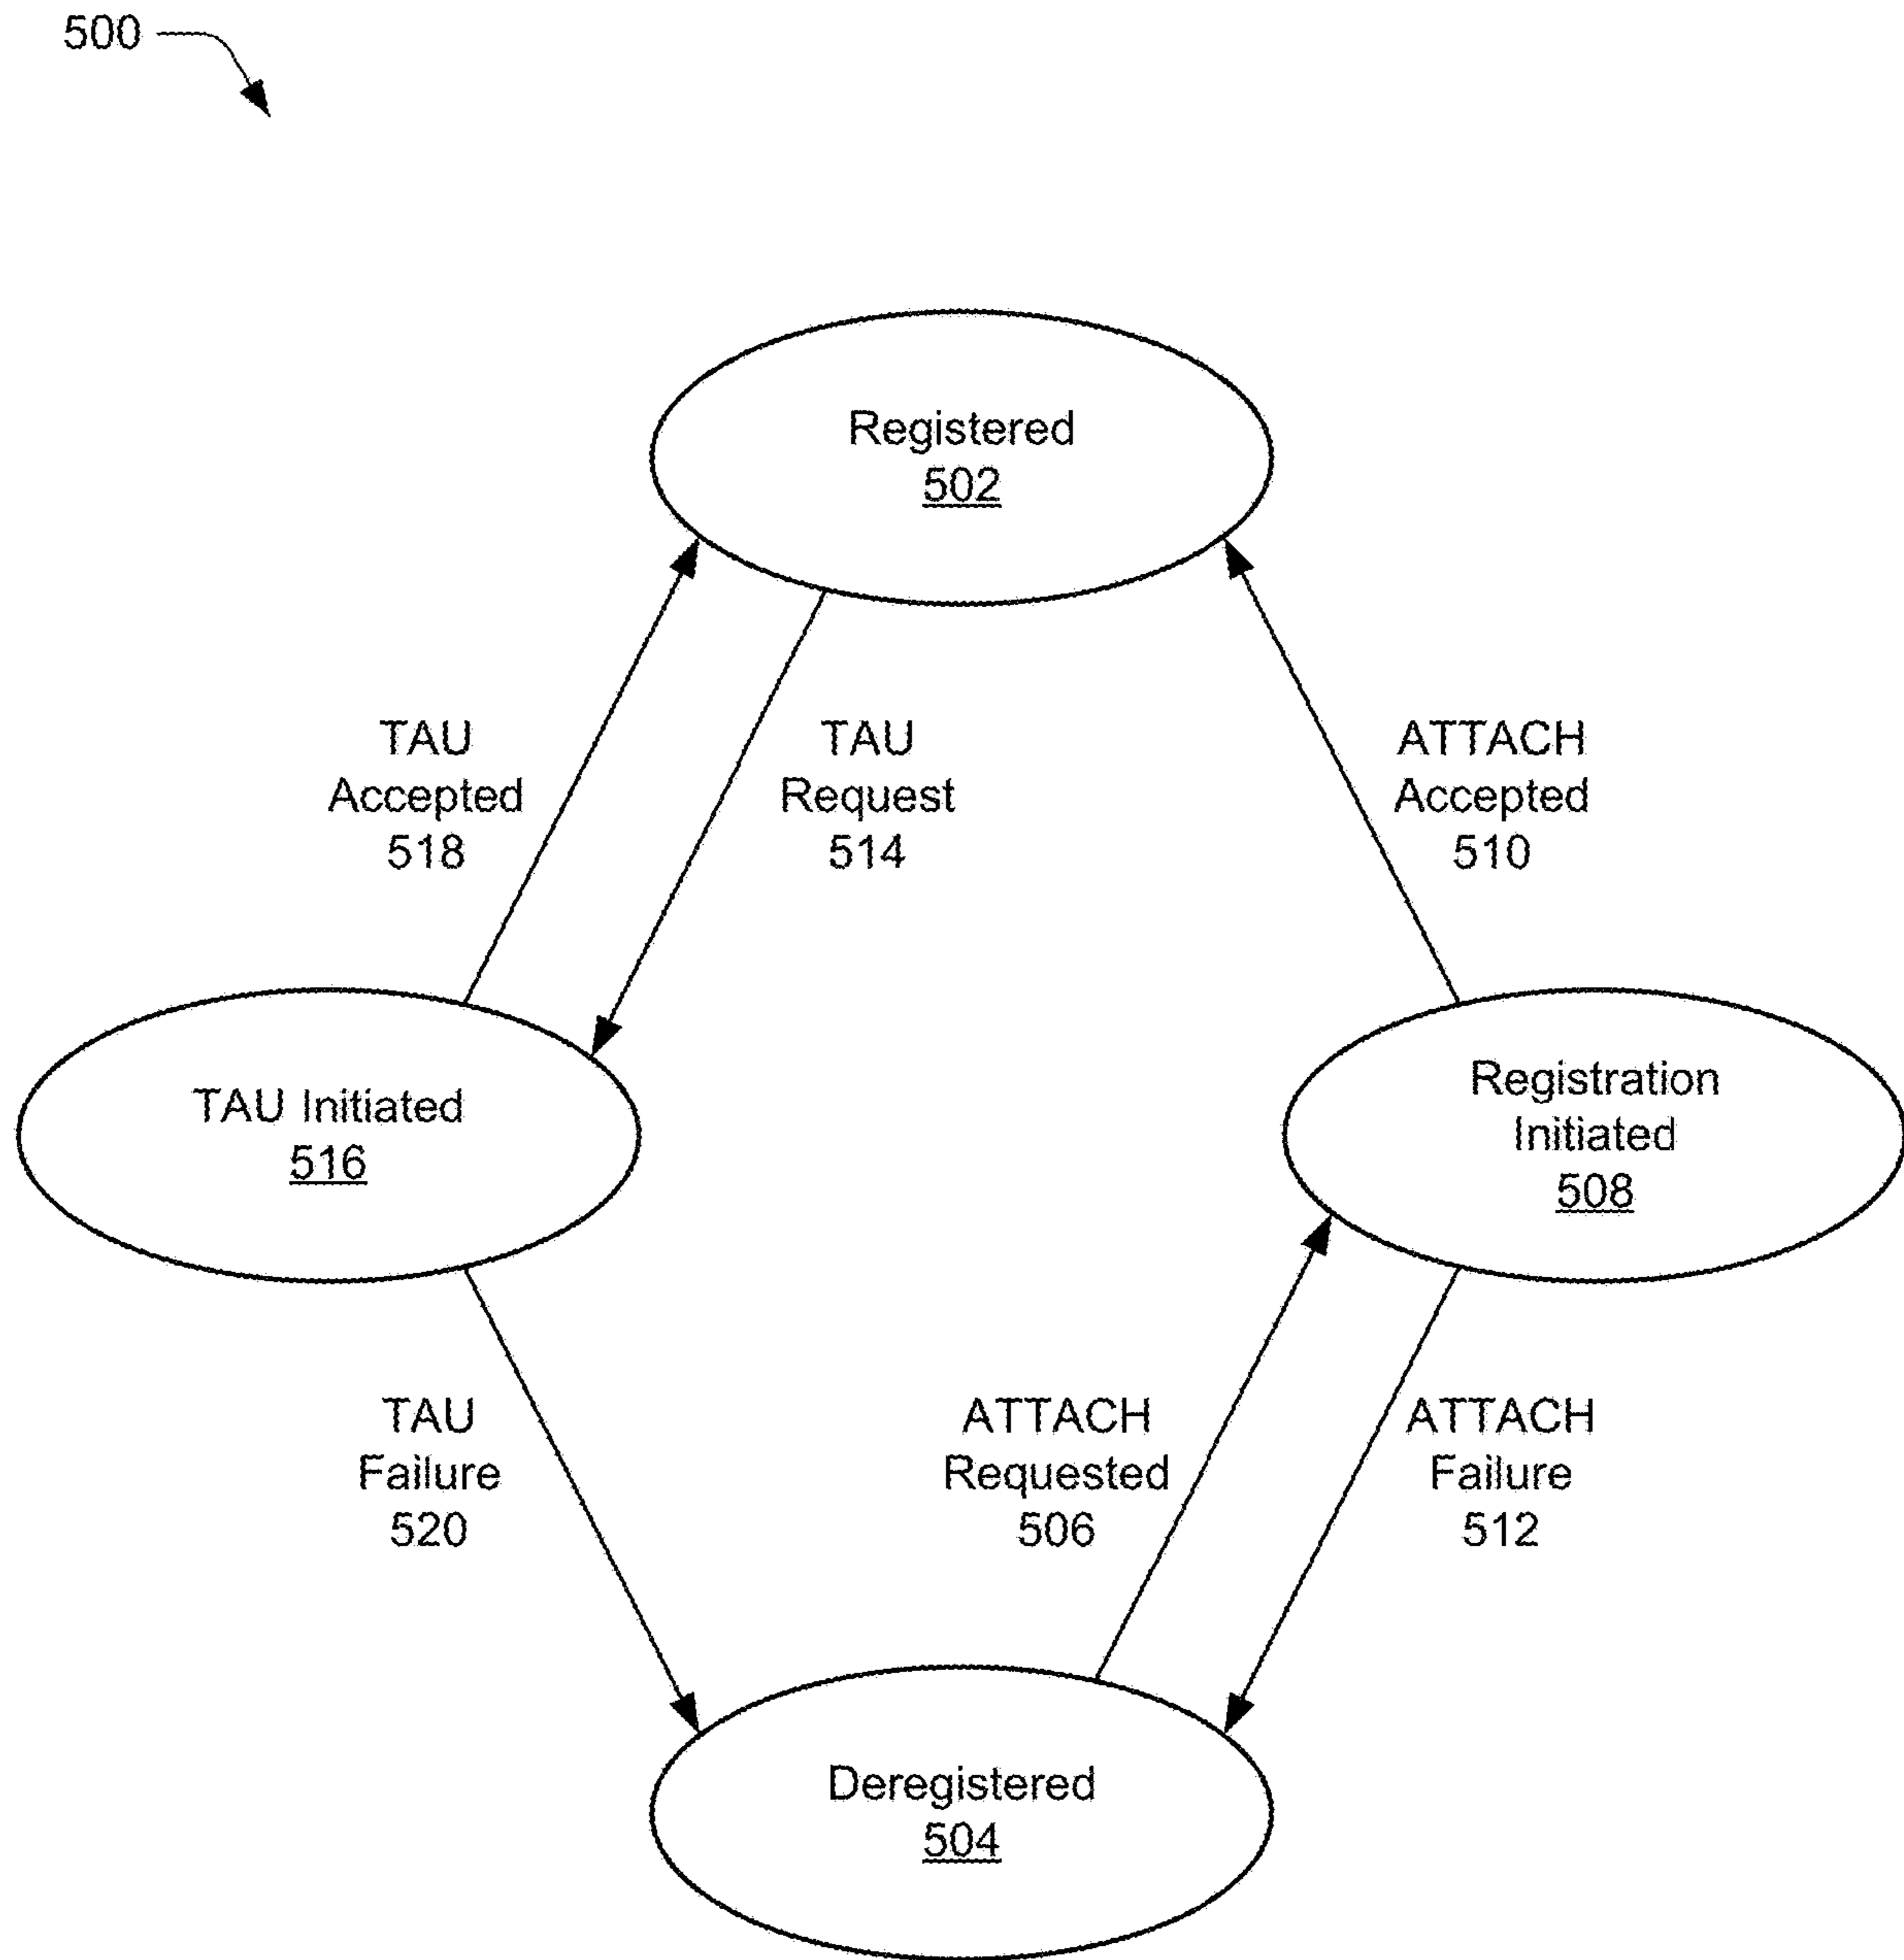 500
Registered
502
TAU
Accepted
518
TAU
Request
514
ATTACH
Accepted
510
TAU Initiated
516
Registration
Initiated
508
TAU
Failure
520
ATTACH
Requested
506
ATTACH
Failure
512
Deregistered
504